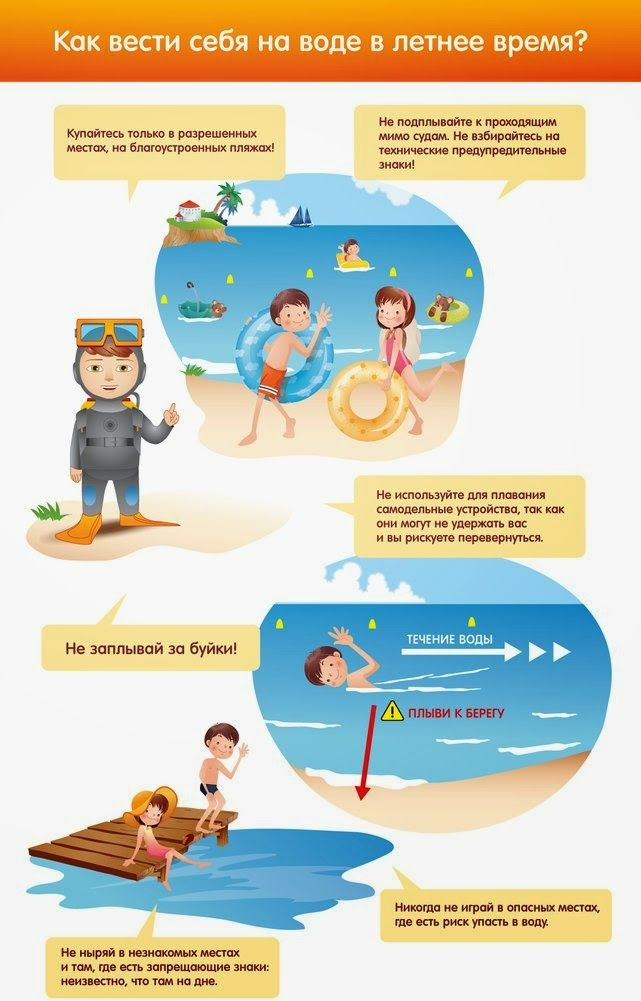 Как вести себя на воде в летнее время?
Купайтесь только в разрешенных
местах, на благоустроенных пляжах!
Не подплывайте к проходящим
мимо судам. Не взбирайтесь на
технические предупредительные
знаки!
Не используйте для плавания
самодельные устройства, так как
они могут не удержать вас
и вы рискуете перевернуться.
Не заплывай за буйки!
ТЕЧЕНИЕ ВОДЫ
ПЛЫВИ К БЕРЕГУ
Никогда не играй в опасных местах,
где есть риск упасть в воду.
Не ныряй в незнакомых местах
и там, где есть запрещающие знаки:
неизвестно, что там на дне.